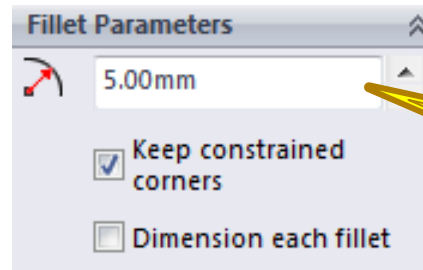 Fillet Parameters
5.00mm
Keep constrained
corners
Dimension each fillet